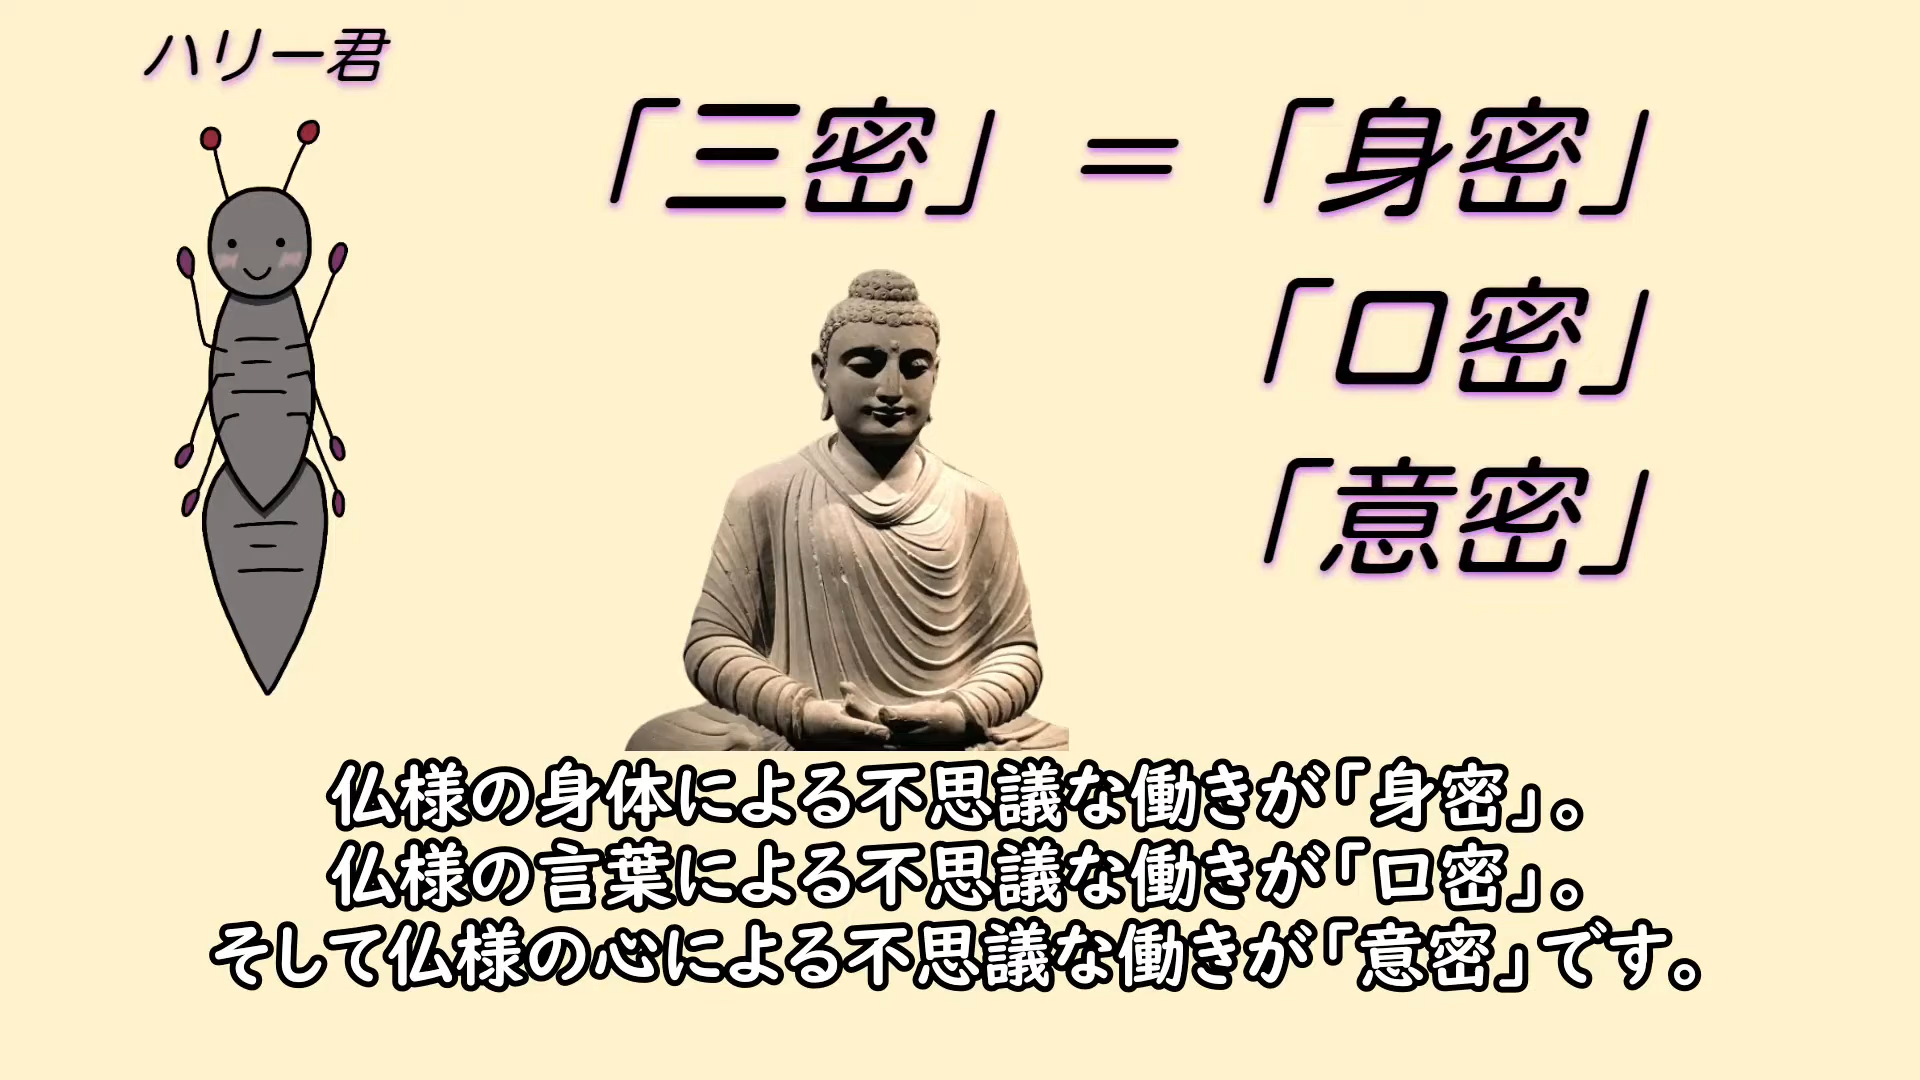 ハリー君
「三密」=「身密」
「口密」
「意密」
仏様の身体による不思議な働きが「身密」。
仏様の言葉による不思議な働きが「口密」。
そして仏様の心による不思議な働きが「意密」です。